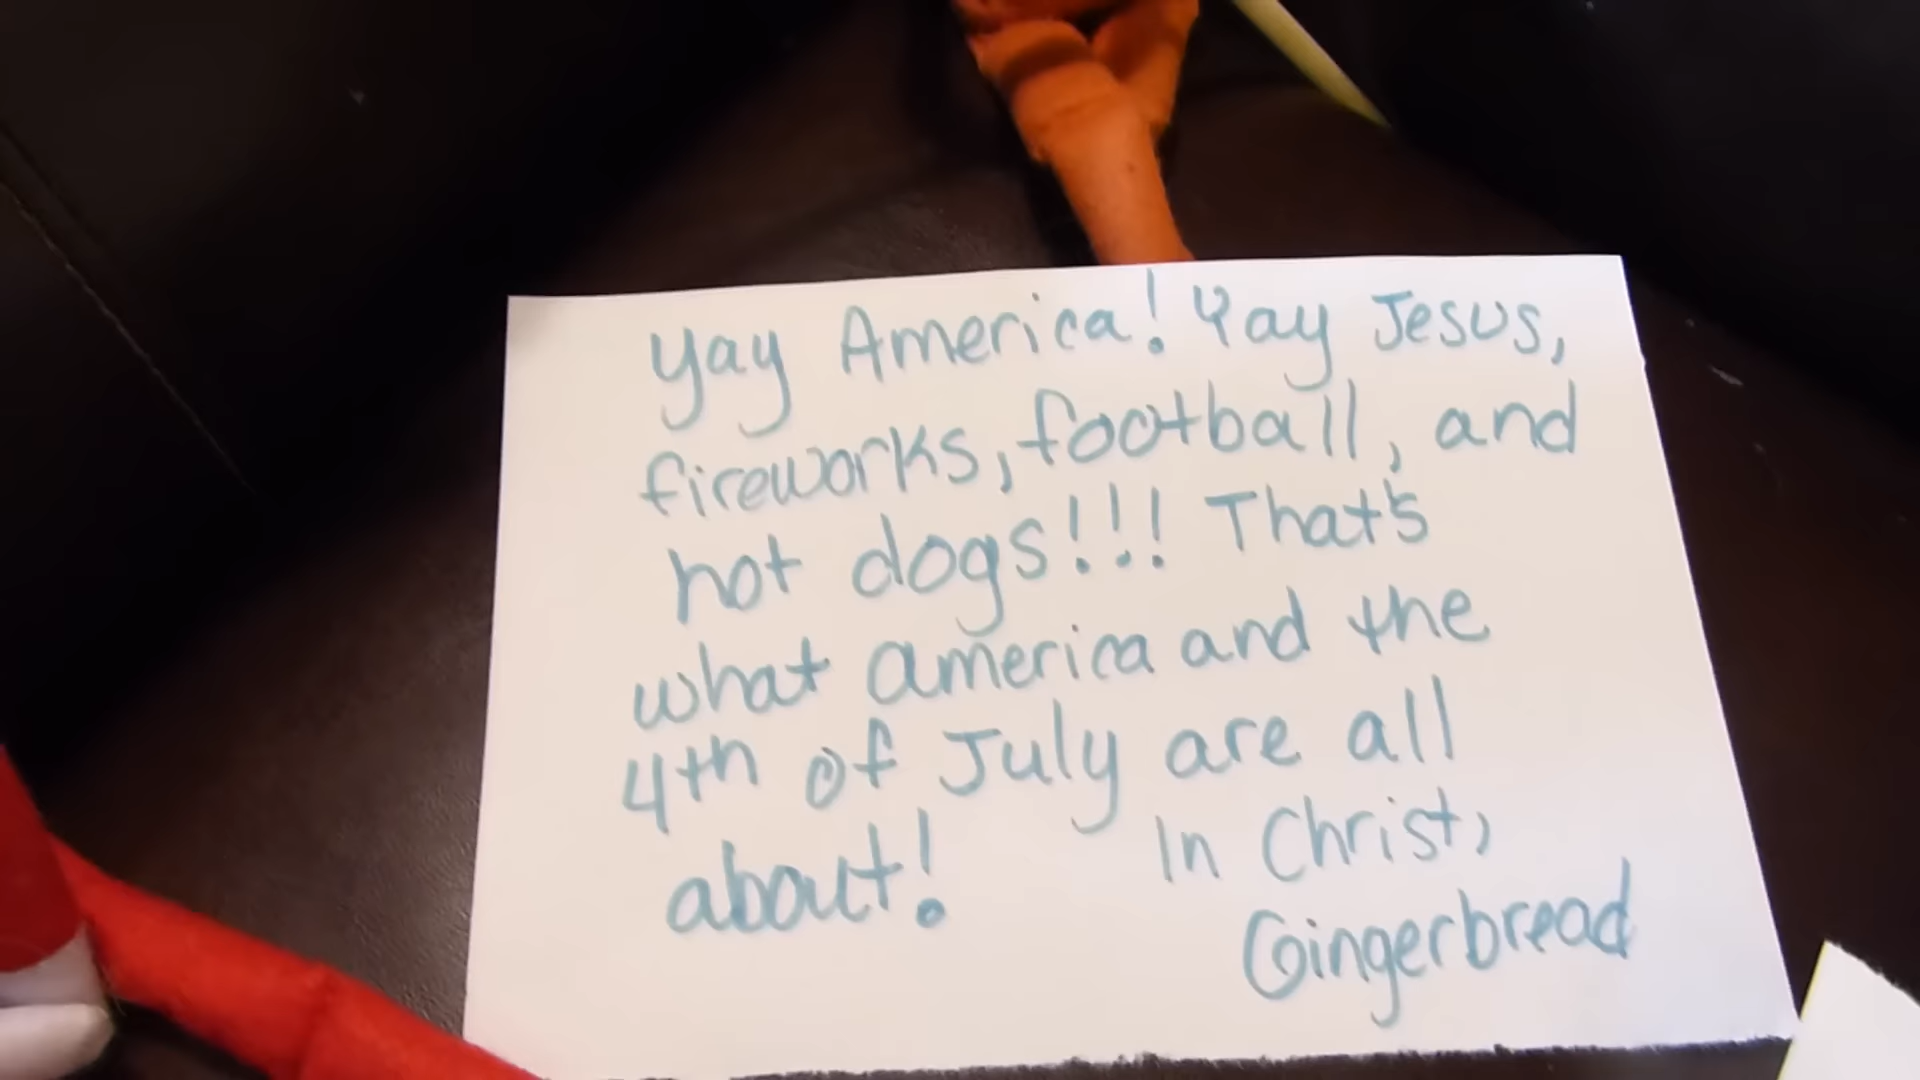 Yay America! Yay Jesus,
fireworks, football, and
hot dogs!!! That's
what america and the
4th of July are all
about! In Christ,
Gingerbread